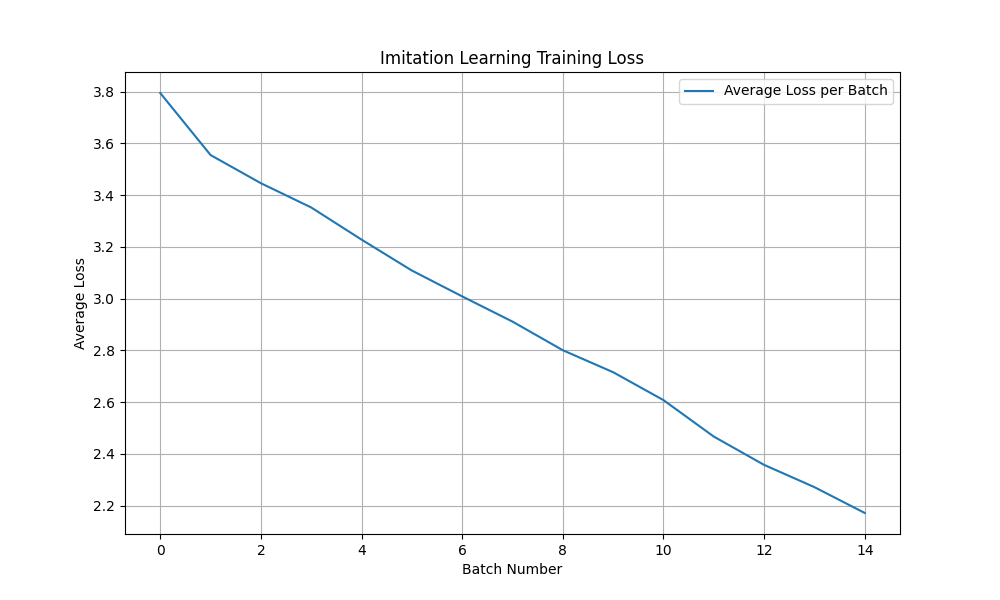 Imitation Learning Training Loss
Average Loss per Batch
3.8
3.6
3.4
3.2
3.0
2.8
2.6
2.4
2.2
Average Loss
0 2 4 6 8 10 12 14
Batch Number